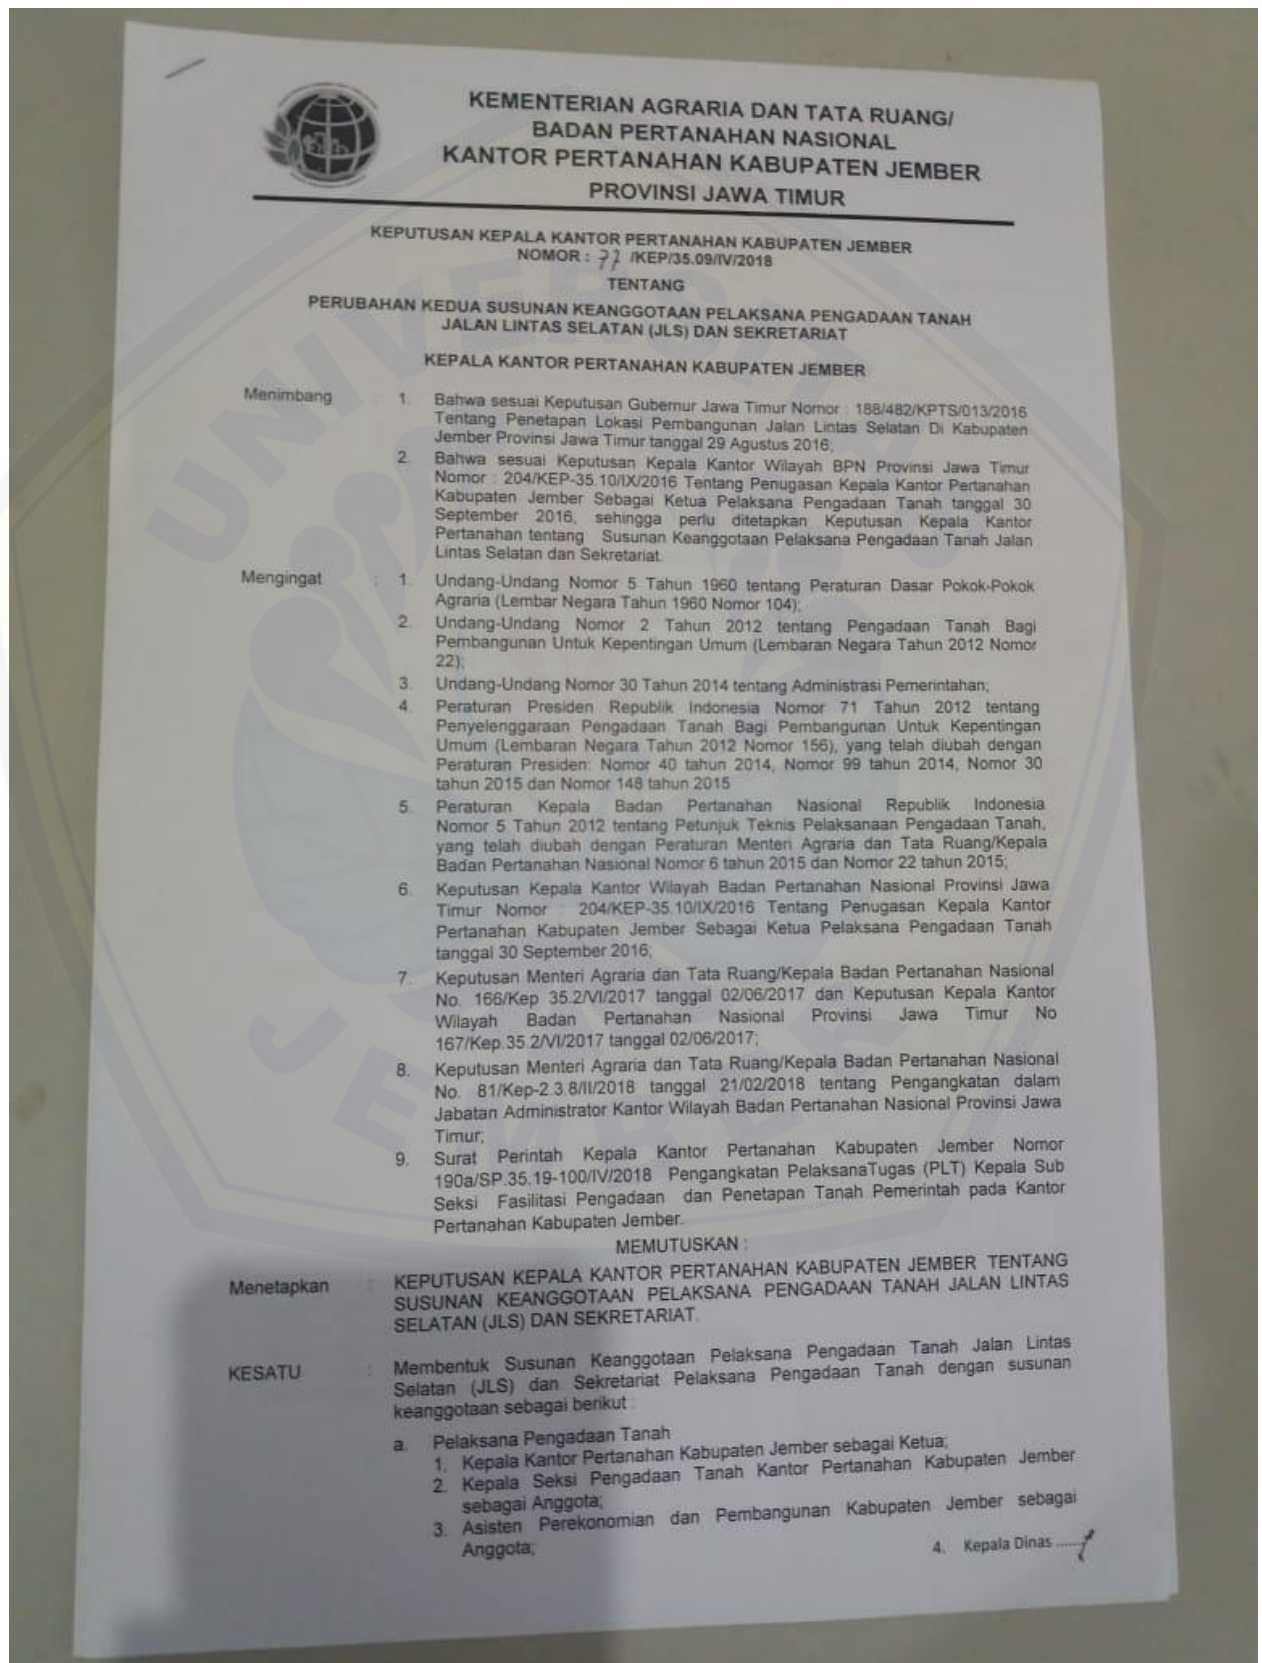 KEMENTERIAN AGRARIA DAN TATA RUANG/
BADAN PERTANAHAN NASIONAL
KANTOR PERTANAHAN KABUPATEN JEMBER
PROVINSI JAWA TIMUR
KEPUTUSAN KEPALA KANTOR PERTANAHAN KABUPATEN JEMBER
NOMOR : 77 /KEP/35.09/IV/2018
TENTANG
PERUBAHAN KEDUA SUSUNAN KEANGGOTAAN PELAKSANA PENGADAAN TANAH
JALAN LINTAS SELATAN (JLS) DAN SEKRETARIAT
KEPALA KANTOR PERTANAHAN KABUPATEN JEMBER
Menimbang : 1. Bahwa sesuai Keputusan Gubernur Jawa Timur Nomor : 188/482/KPTS/013/2016
Tentang Penetapan Lokasi Pembangunan Jalan Lintas Selatan Di Kabupaten
Jember Provinsi Jawa Timur tanggal 29 Agustus 2016;
2. Bahwa sesuai Keputusan Kepala Kantor Wilayah BPN Provinsi Jawa Timur
Nomor : 204/KEP-35.10/IX/2016 Tentang Penugasan Kepala Kantor Pertanahan
Kabupaten Jember Sebagai Ketua Pelaksana Pengadaan Tanah tanggal 30
September 2016, sehingga perlu ditetapkan Keputusan Kepala Kantor
Pertanahan tentang Susunan Keanggotaan Pelaksana Pengadaan Tanah Jalan
Lintas Selatan dan Sekretariat.
Mengingat : 1. Undang-Undang Nomor 5 Tahun 1960 tentang Peraturan Dasar Pokok-Pokok
Agraria (Lembar Negara Tahun 1960 Nomor 104);
2. Undang-Undang Nomor 2 Tahun 2012 tentang Pengadaan Tanah Bagi
Pembangunan Untuk Kepentingan Umum (Lembaran Negara Tahun 2012 Nomor
22);
3. Undang-Undang Nomor 30 Tahun 2014 tentang Administrasi Pemerintahan;
4. Peraturan Presiden Republik Indonesia Nomor 71 Tahun 2012 tentang
Penyelenggaraan Pengadaan Tanah Bagi Pembangunan Untuk Kepentingan
Umum (Lembaran Negara Tahun 2012 Nomor 156), yang telah diubah dengan
Peraturan Presiden: Nomor 40 tahun 2014, Nomor 99 tahun 2014, Nomor 30
tahun 2015 dan Nomor 148 tahun 2015
5. Peraturan Kepala Badan Pertanahan Nasional Republik Indonesia
Nomor 5 Tahun 2012 tentang Petunjuk Teknis Pelaksanaan Pengadaan Tanah,
yang telah diubah dengan Peraturan Menteri Agraria dan Tata Ruang/Kepala
Badan Pertanahan Nasional Nomor 6 tahun 2015 dan Nomor 22 tahun 2015;
6. Keputusan Kepala Kantor Wilayah Badan Pertanahan Nasional Provinsi Jawa
Timur Nomor : 204/KEP-35.10/IX/2016 Tentang Penugasan Kepala Kantor
Pertanahan Kabupaten Jember Sebagai Ketua Pelaksana Pengadaan Tanah
tanggal 30 September 2016;
7. Keputusan Menteri Agraria dan Tata Ruang/Kepala Badan Pertanahan Nasional
No. 166/Kep 35.2/VI/2017 tanggal 02/06/2017 dan Keputusan Kepala Kantor
Wilayah Badan Pertanahan Nasional Provinsi Jawa Timur No
167/Kep.35.2/VI/2017 tanggal 02/06/2017;
8. Keputusan Menteri Agraria dan Tata Ruang/Kepala Badan Pertanahan Nasional
No. 81/Kep-2.3.8/II/2018 tanggal 21/02/2018 tentang Pengangkatan dalam
Jabatan Administrator Kantor Wilayah Badan Pertanahan Nasional Provinsi Jawa
Timur;
9. Surat Perintah Kepala Kantor Pertanahan Kabupaten Jember Nomor
190a/SP.35.19-100/IV/2018 Pengangkatan PelaksanaTugas (PLT) Kepala Sub
Seksi Fasilitasi Pengadaan dan Penetapan Tanah Pemerintah pada Kantor
Pertanahan Kabupaten Jember.
MEMUTUSKAN :
Menetapkan : KEPUTUSAN KEPALA KANTOR PERTANAHAN KABUPATEN JEMBER TENTANG
SUSUNAN KEANGGOTAAN PELAKSANA PENGADAAN TANAH JALAN LINTAS
SELATAN (JLS) DAN SEKRETARIAT.
KESATU : Membentuk Susunan Keanggotaan Pelaksana Pengadaan Tanah Jalan Lintas
Selatan (JLS) dan Sekretariat Pelaksana Pengadaan Tanah dengan susunan
keanggotaan sebagai berikut :
a. Pelaksana Pengadaan Tanah
1. Kepala Kantor Pertanahan Kabupaten Jember sebagai Ketua;
2. Kepala Seksi Pengadaan Tanah Kantor Pertanahan Kabupaten Jember
sebagai Anggota;
3. Asisten Perekonomian dan Pembangunan Kabupaten Jember sebagai
Anggota;
4. Kepala Dinas .......
UNIVERSITAS
JEMBER